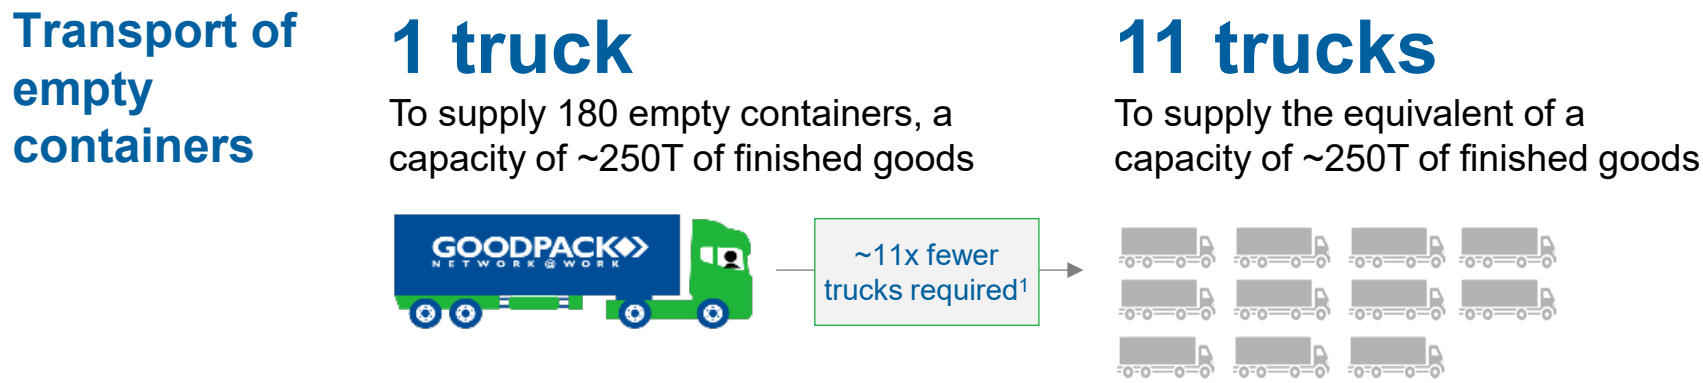 Transport of
empty
containers
1 truck
To supply 180 empty containers, a
capacity of ~250T of finished goods
GOODPACK
NETWORK @ WORK
~11x fewer
trucks required¹
11 trucks
To supply the equivalent of a
capacity of ~250T of finished goods